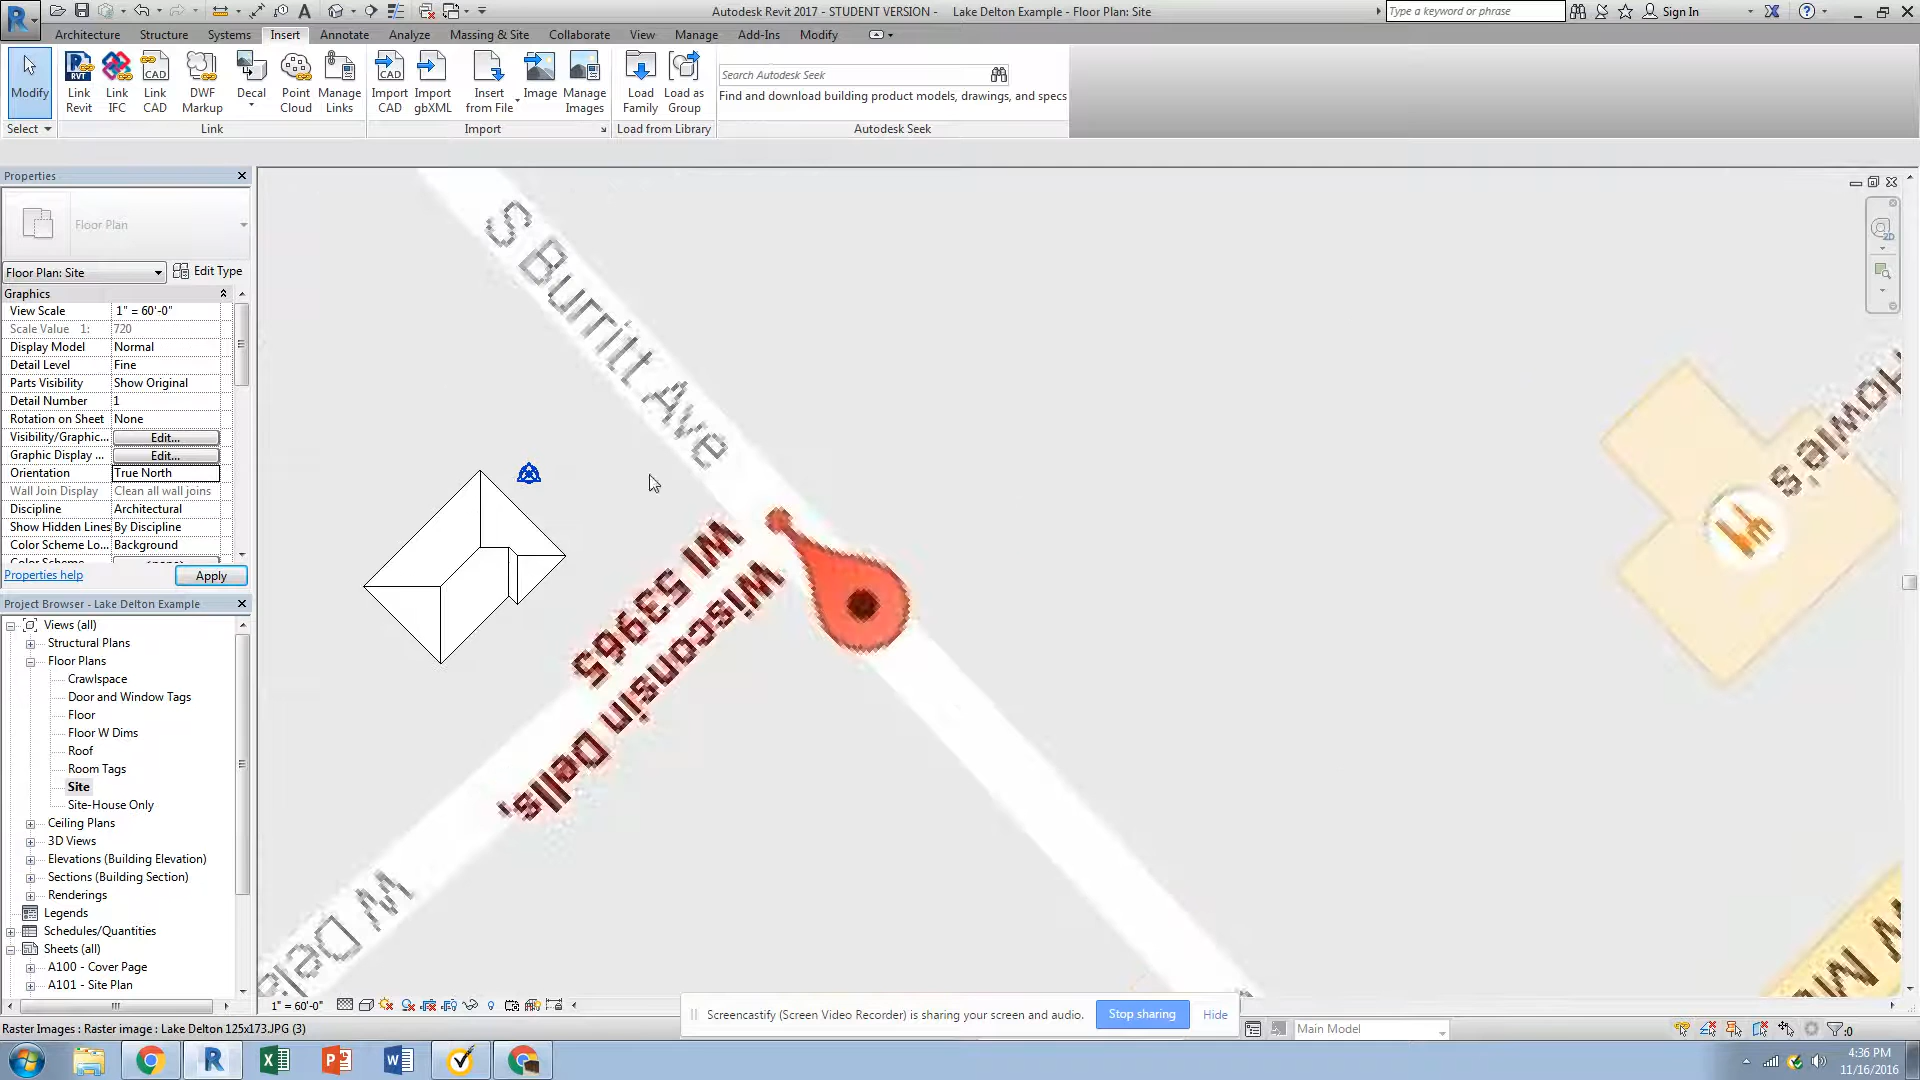 Autodesk Revit 2017 - STUDENT VERSION - Lake Delton Example - Floor Plan: Site
Type a keyword or phrase
Sign In
Architecture Structure Systems Insert Annotate Analyze Massing & Site Collaborate View Manage Add-Ins Modify
Modify
Link Revit
Link IFC
Link CAD
DWF Markup
Decal
Point Cloud
Manage Links
Import CAD
Import gbXML
Insert from File
Image
Manage Images
Load Family
Load as Group
Search Autodesk Seek
Find and download building product models, drawings, and specs
Select
Link
Import
Load from Library
Autodesk Seek
Properties
Floor Plan
Floor Plan: Site
Edit Type
Graphics
View Scale 1" = 60'-0"
Scale Value 1: 720
Display Model Normal
Detail Level Fine
Parts Visibility Show Original
Detail Number 1
Rotation on Sheet None
Visibility/Graphic... Edit...
Graphic Display ... Edit...
Orientation True North
Wall Join Display Clean all wall joins
Discipline Architectural
Show Hidden Lines By Discipline
Color Scheme Lo... Background
Properties help
Apply
Project Browser - Lake Delton Example
Views (all)
Structural Plans
Floor Plans
Crawlspace
Door and Window Tags
Floor
Floor W Dims
Roof
Room Tags
Site
Site-House Only
Ceiling Plans
3D Views
Elevations (Building Elevation)
Sections (Building Section)
Renderings
Legends
Schedules/Quantities
Sheets (all)
A100 - Cover Page
A101 - Site Plan
S Burritt Ave
WI 53965
Wisconsin Dells,
W Dela
Howie's
1" = 60'-0"
Screencastify (Screen Video Recorder) is sharing your screen and audio.
Stop sharing
Hide
Raster Images : Raster image : Lake Delton 125x173.JPG (3)
Main Model
:0
4:36 PM
11/16/2016